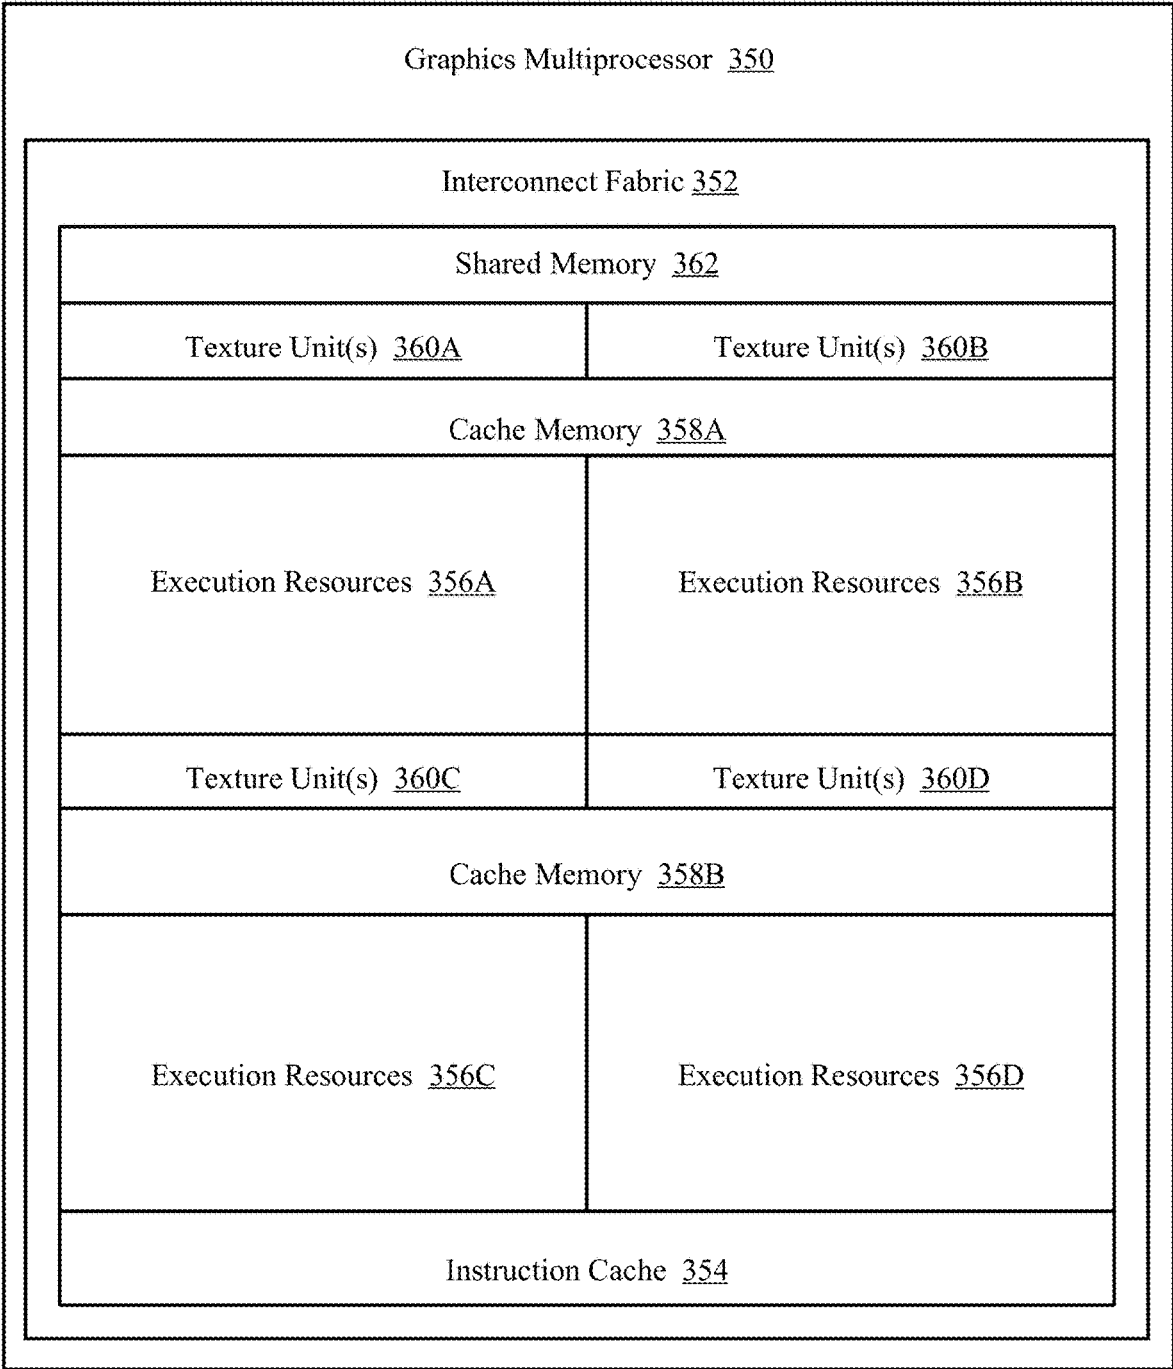 Graphics Multiprocessor 350
Interconnect Fabric 352
Shared Memory 362
Texture Unit(s) 360A
Texture Unit(s) 360B
Cache Memory 358A
Execution Resources 356A
Execution Resources 356B
Texture Unit(s) 360C
Texture Unit(s) 360D
Cache Memory 358B
Execution Resources 356C
Execution Resources 356D
Instruction Cache 354